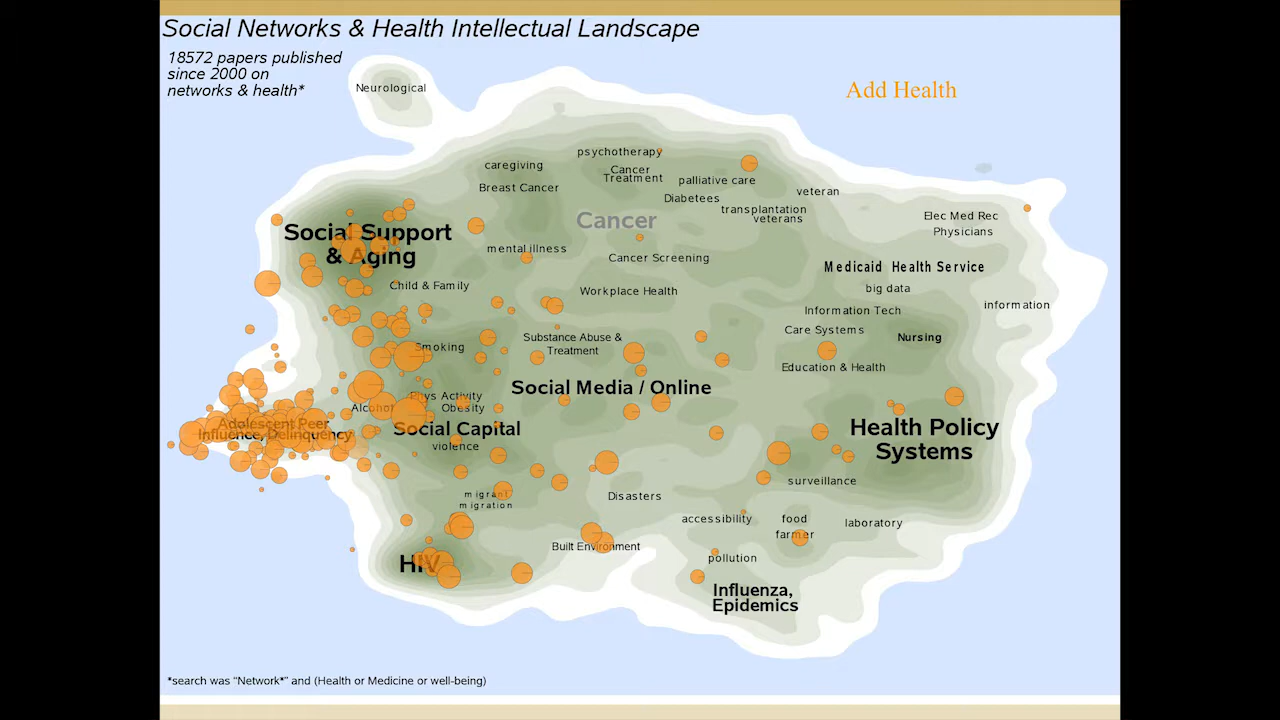 Social Networks & Health Intellectual Landscape
18572 papers published
since 2000 on
networks & health*
Add Health
Neurological
psychotherapy
caregiving
Cancer
Treatment
Breast Cancer
palliative care
Diabetees
veteran
transplantation
veterans
Elec Med Rec
Physicians
Cancer
Social Support
& Aging
mental illness
Cancer Screening
Medicaid Health Service
Child & Family
Workplace Health
big data
information
Information Tech
Care Systems
Nursing
Substance Abuse &
Treatment
Smoking
Education & Health
Social Media / Online
Phys Activity
Obesity
Alcohol
Adolescent Peer
Influence, Delinquency
Social Capital
violence
Health Policy
Systems
surveillance
migrant
migration
Disasters
accessibility
food
farmer
laboratory
Built Environment
pollution
HIV
Influenza,
Epidemics
*search was "Network*" and (Health or Medicine or well-being)